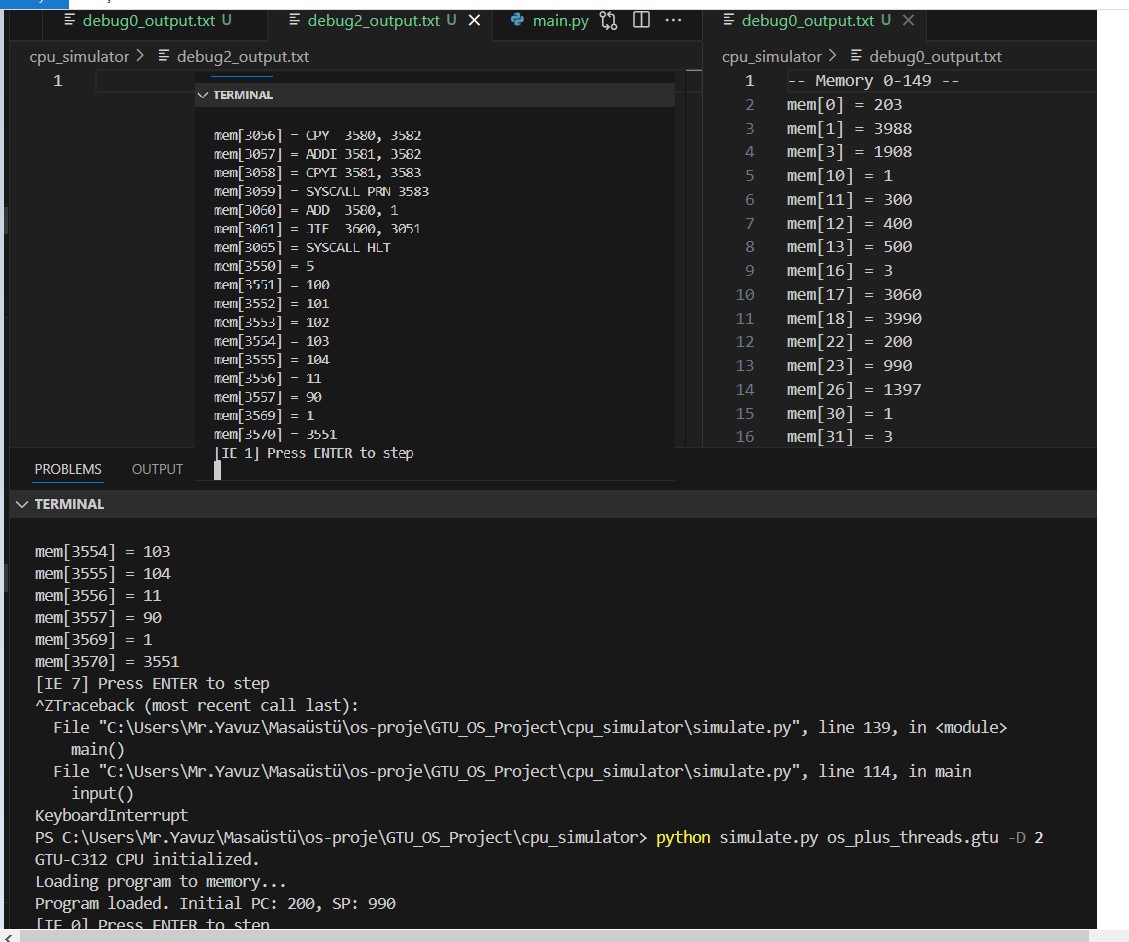 debug0_output.txt U
debug2_output.txt U
main.py
debug0_output.txt U
cpu_simulator > debug2_output.txt
1
TERMINAL
mem[3056] = CPY 3580, 3582
mem[3057] = ADDI 3581, 3582
mem[3058] = CPYI 3581, 3583
mem[3059] = SYSCALL PRN 3583
mem[3060] = ADD 3580, 1
mem[3061] = JIF 3600, 3051
mem[3065] = SYSCALL HLT
mem[3550] = 5
mem[3551] = 100
mem[3552] = 101
mem[3553] = 102
mem[3554] = 103
mem[3555] = 104
mem[3556] = 11
mem[3557] = 90
mem[3569] = 1
mem[3570] = 3551
[IE 1] Press ENTER to step
cpu_simulator > debug0_output.txt
1 -- Memory 0-149 --
2 mem[0] = 203
3 mem[1] = 3988
4 mem[3] = 1908
5 mem[10] = 1
6 mem[11] = 300
7 mem[12] = 400
8 mem[13] = 500
9 mem[16] = 3
10 mem[17] = 3060
11 mem[18] = 3990
12 mem[22] = 200
13 mem[23] = 990
14 mem[26] = 1397
15 mem[30] = 1
16 mem[31] = 3
PROBLEMS OUTPUT
TERMINAL
mem[3554] = 103
mem[3555] = 104
mem[3556] = 11
mem[3557] = 90
mem[3569] = 1
mem[3570] = 3551
[IE 7] Press ENTER to step
^ZTraceback (most recent call last):
File "C:\Users\Mr.Yavuz\Masaüstü\os-proje\GTU_OS_Project\cpu_simulator\simulate.py", line 139, in <module>
main()
File "C:\Users\Mr.Yavuz\Masaüstü\os-proje\GTU_OS_Project\cpu_simulator\simulate.py", line 114, in main
input()
KeyboardInterrupt
PS C:\Users\Mr.Yavuz\Masaüstü\os-proje\GTU_OS_Project\cpu_simulator> python simulate.py os_plus_threads.gtu -D 2
GTU-C312 CPU initialized.
Loading program to memory...
Program loaded. Initial PC: 200, SP: 990
[IE 0] Press ENTER to step